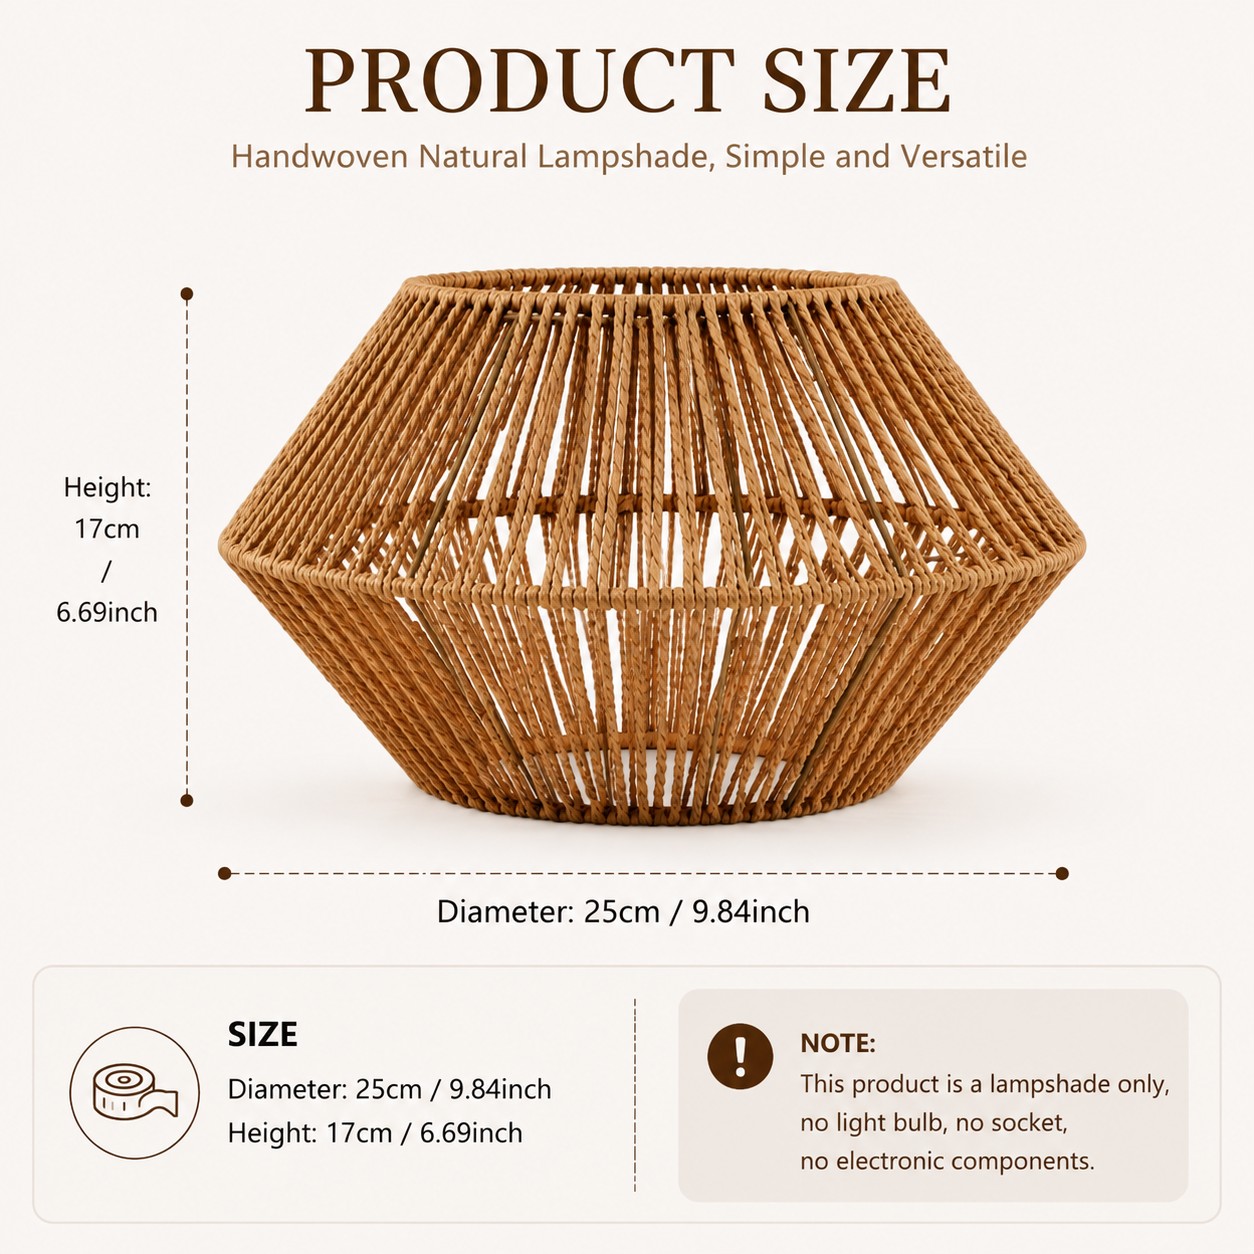 PRODUCT SIZE
Handwoven Natural Lampshade, Simple and Versatile
Height:
17cm
/
6.69inch
Diameter: 25cm / 9.84inch
SIZE
Diameter: 25cm / 9.84inch
Height: 17cm / 6.69inch
NOTE:
This product is a lampshade only,
no light bulb, no socket,
no electronic components.